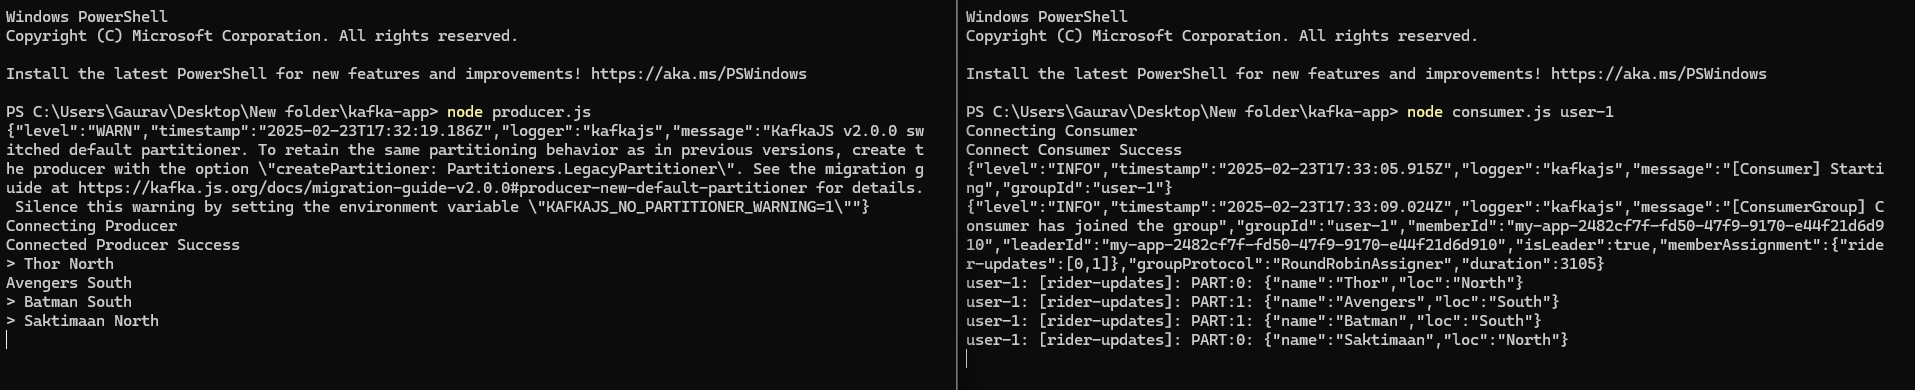 Windows PowerShell
Copyright (C) Microsoft Corporation. All rights reserved.
Install the latest PowerShell for new features and improvements! https://aka.ms/PSWindows
PS C:\Users\Gaurav\Desktop\New folder\kafka-app> node producer.js
{"level":"WARN","timestamp":"2025-02-23T17:32:19.186Z","logger":"kafkajs","message":"KafkaJS v2.0.0 sw
itched default partitioner. To retain the same partitioning behavior as in previous versions, create t
he producer with the option \"createPartitioner: Partitioners.LegacyPartitioner\". See the migration g
uide at https://kafka.js.org/docs/migration-guide-v2.0.0#producer-new-default-partitioner for details.
 Silence this warning by setting the environment variable \"KAFKAJS_NO_PARTITIONER_WARNING=1\""}
Connecting Producer
Connected Producer Success
> Thor North
Avengers South
> Batman South
> Saktimaan North
Windows PowerShell
Copyright (C) Microsoft Corporation. All rights reserved.
Install the latest PowerShell for new features and improvements! https://aka.ms/PSWindows
PS C:\Users\Gaurav\Desktop\New folder\kafka-app> node consumer.js user-1
Connecting Consumer
Connect Consumer Success
{"level":"INFO","timestamp":"2025-02-23T17:33:05.915Z","logger":"kafkajs","message":"[Consumer] Starti
ng","groupId":"user-1"}
{"level":"INFO","timestamp":"2025-02-23T17:33:09.024Z","logger":"kafkajs","message":"[ConsumerGroup] C
onsumer has joined the group","groupId":"user-1","memberId":"my-app-2482cf7f-fd50-47f9-9170-e44f21d6d9
10","leaderId":"my-app-2482cf7f-fd50-47f9-9170-e44f21d6d910","isLeader":true,"memberAssignment":{"ride
r-updates":[0,1]},"groupProtocol":"RoundRobinAssigner","duration":3105}
user-1: [rider-updates]: PART:0: {"name":"Thor","loc":"North"}
user-1: [rider-updates]: PART:1: {"name":"Avengers","loc":"South"}
user-1: [rider-updates]: PART:1: {"name":"Batman","loc":"South"}
user-1: [rider-updates]: PART:0: {"name":"Saktimaan","loc":"North"}